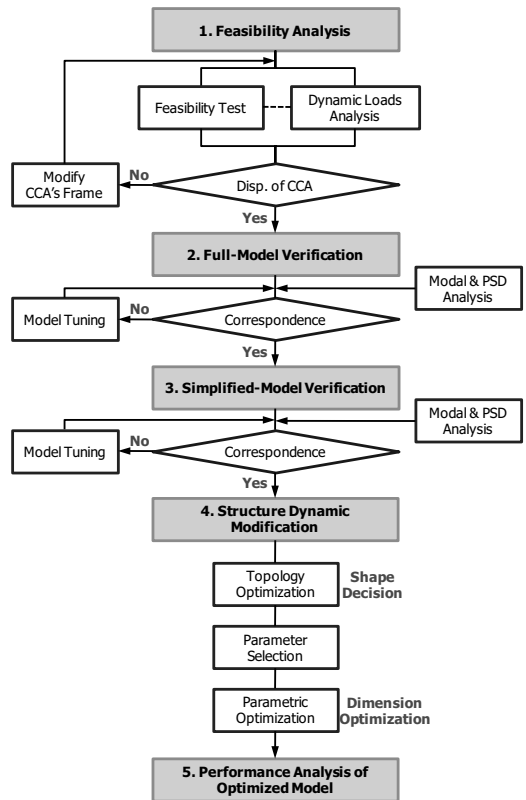 1. Feasibility Analysis
Feasibility Test
Dynamic Loads
Analysis
Modify
CCA's Frame
No
Disp. of CCA
Yes
2. Full-Model Verification
Modal & PSD
Analysis
Model Tuning
No
Correspondence
Yes
3. Simplified-Model Verification
Modal & PSD
Analysis
Model Tuning
No
Correspondence
Yes
4. Structure Dynamic
Modification
Topology
Optimization
Shape
Decision
Parameter
Selection
Parametric
Optimization
Dimension
Optimization
5. Performance Analysis of
Optimized Model